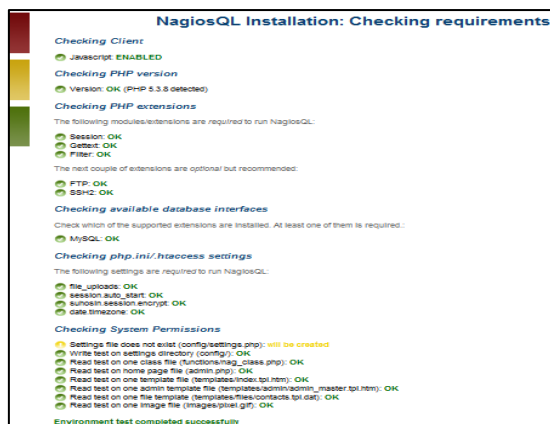 NagiosQL Installation: Checking requirements
Checking Client
Javascript: ENABLED
Checking PHP version
Version: OK (PHP 5.3.8 detected)
Checking PHP extensions
The following modules/extensions are required to run NagiosQL:
Session: OK
Gettext: OK
Filter: OK
The next couple of extensions are optional but recommended:
FTP: OK
SSH2: OK
Checking available database interfaces
Check which of the supported extensions are installed. At least one of them is required.:
MySQL: OK
Checking php.ini/.htaccess settings
The following settings are required to run NagiosQL:
file_uploads: OK
session.auto_start: OK
suhosin.session.encrypt: OK
date.timezone: OK
Checking System Permissions
Settings file does not exist (config/settings.php): will be created
Write test on settings directory (config/): OK
Read test on one class file (functions/nag_class.php): OK
Read test on home page file (admin.php): OK
Read test on one template file (templates/index.tpl.htm): OK
Read test on one admin template file (templates/admin/admin_master.tpl.htm): OK
Read test on one file template (templates/files/contacts.tpl.dat): OK
Read test on one image file (images/pixel.gif): OK
Environment test completed successfully